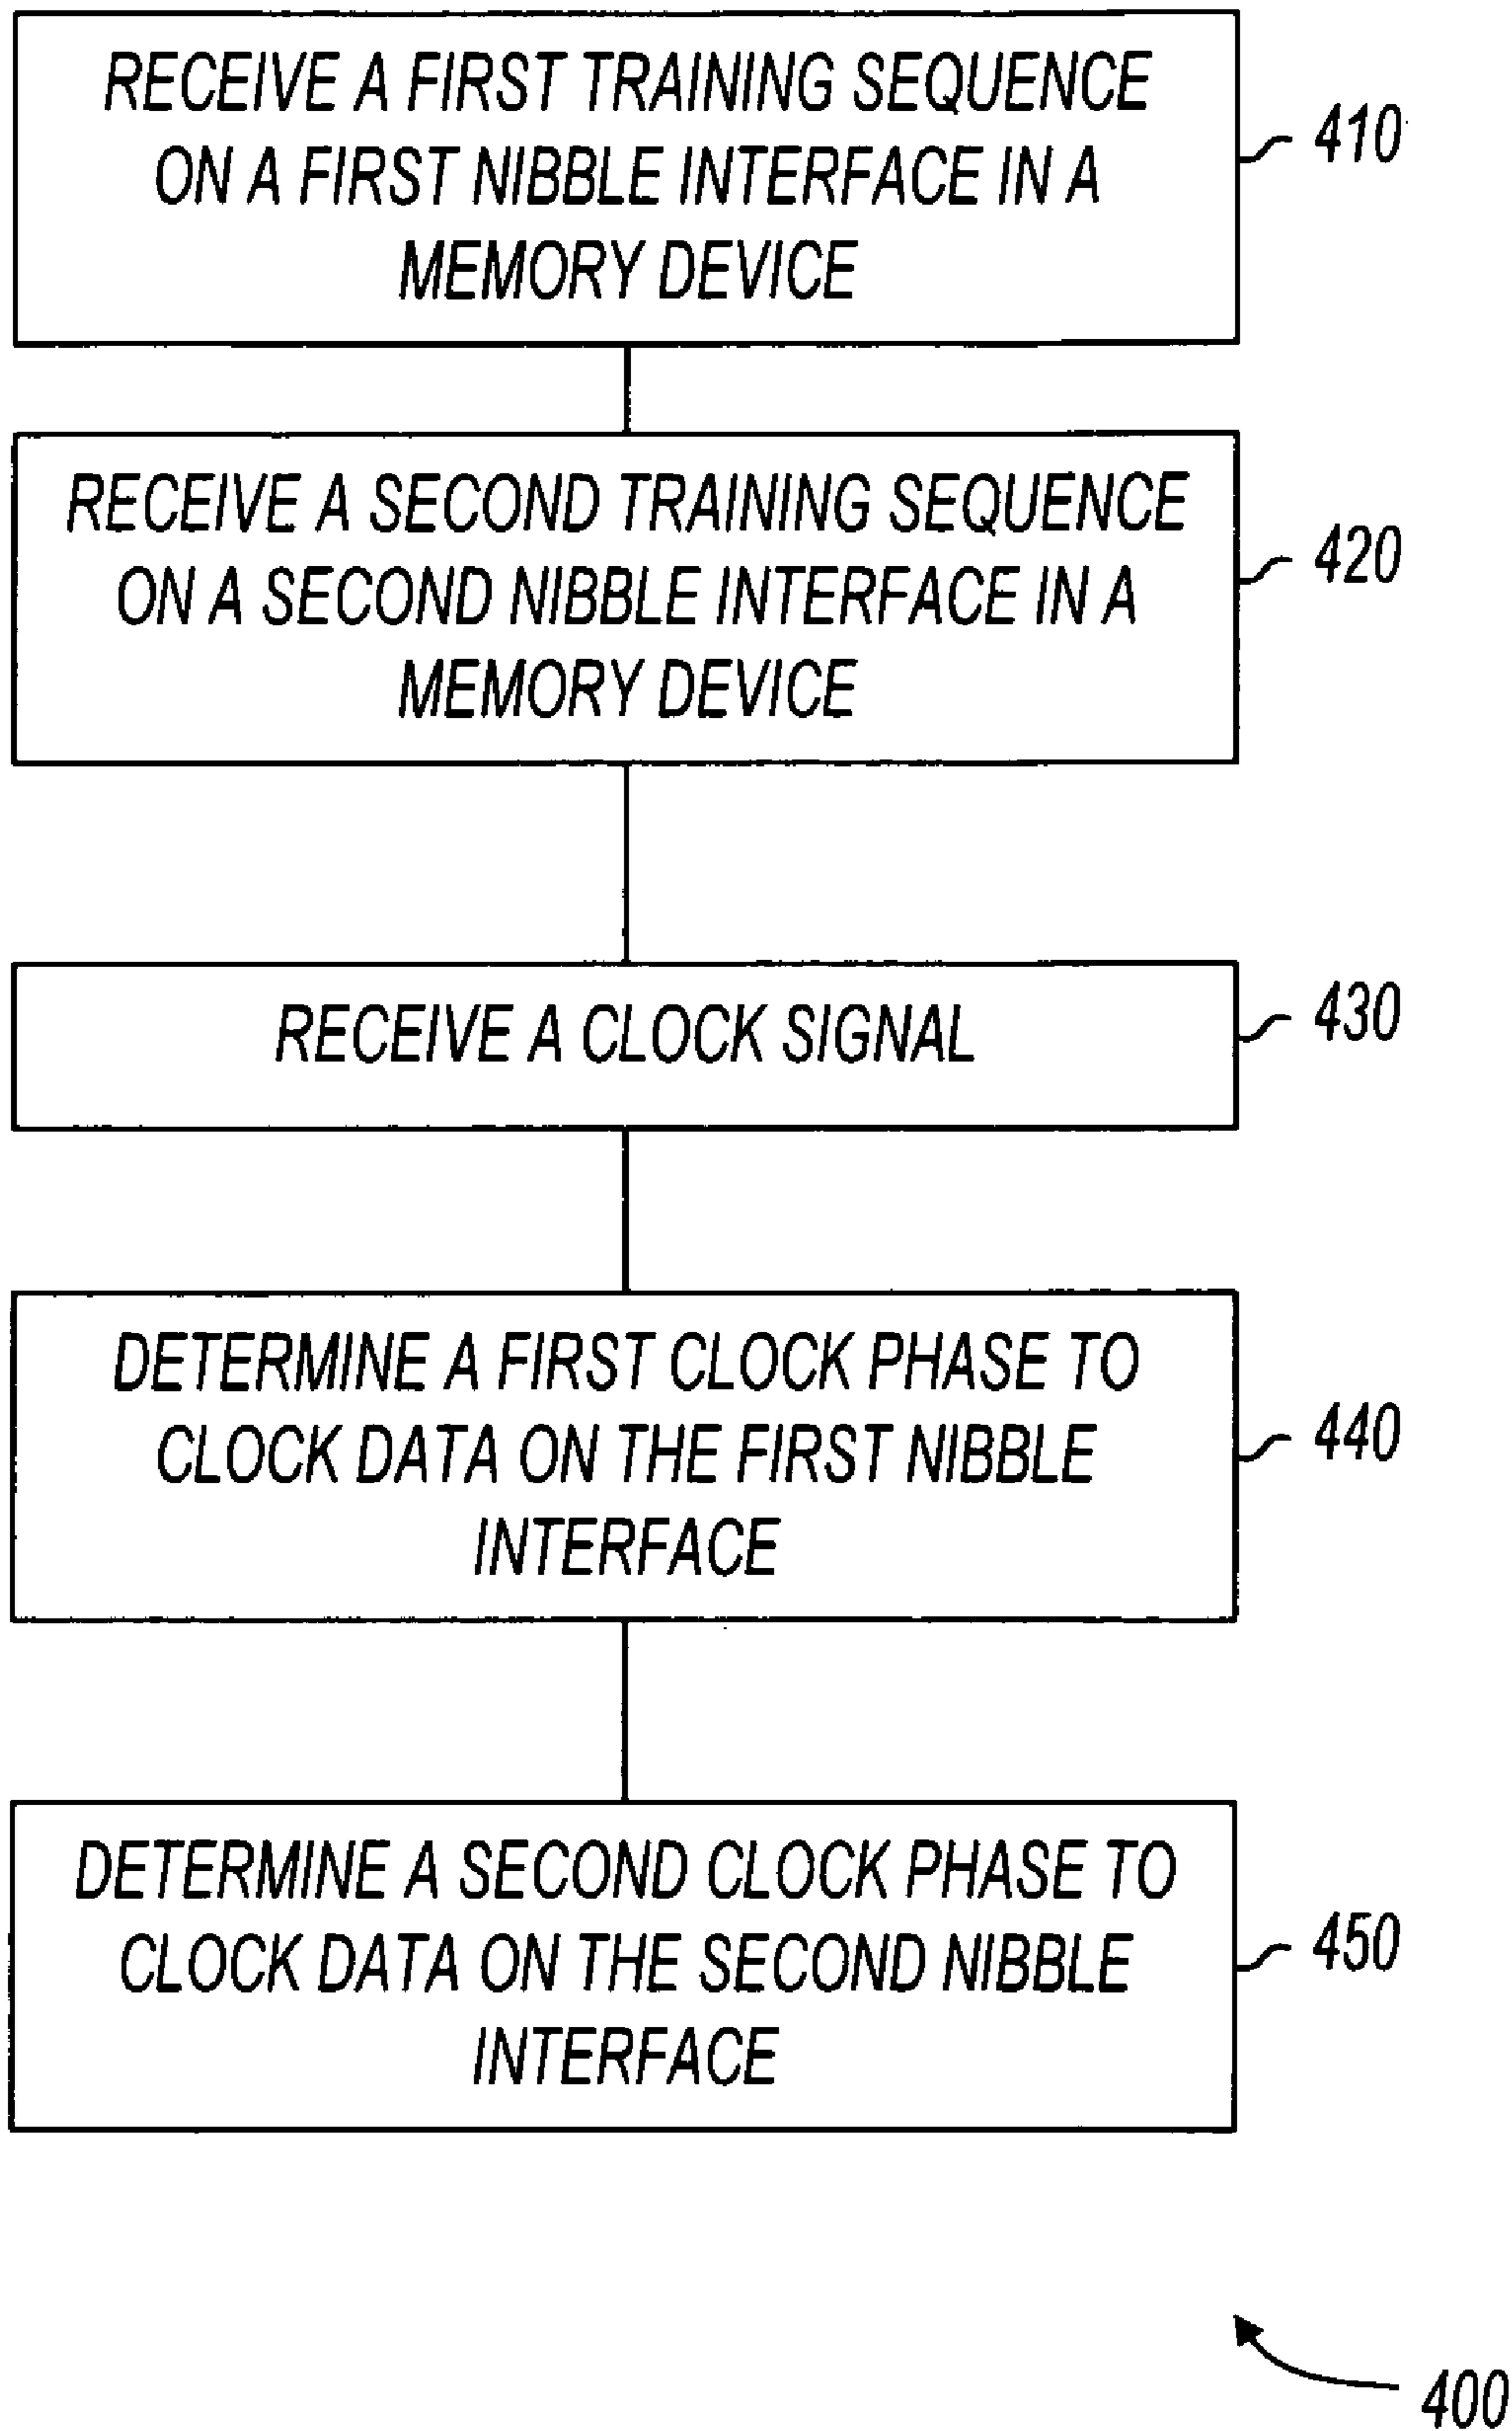 RECEIVE A FIRST TRAINING SEQUENCE
ON A FIRST NIBBLE INTERFACE IN A
MEMORY DEVICE
410
RECEIVE A SECOND TRAINING SEQUENCE
ON A SECOND NIBBLE INTERFACE IN A
MEMORY DEVICE
420
RECEIVE A CLOCK SIGNAL
430
DETERMINE A FIRST CLOCK PHASE TO
CLOCK DATA ON THE FIRST NIBBLE
INTERFACE
440
DETERMINE A SECOND CLOCK PHASE TO
CLOCK DATA ON THE SECOND NIBBLE
INTERFACE
450
400